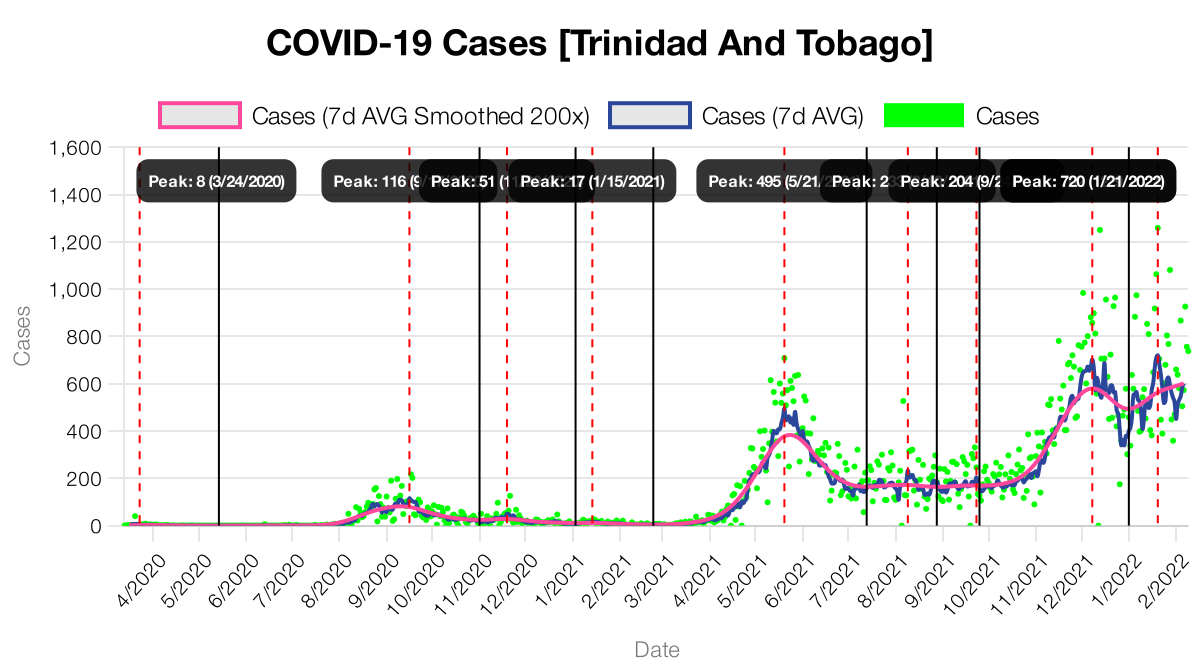 COVID-19 Cases [Trinidad And Tobago]
Cases (7d AVG Smoothed 200x)
Cases (7d AVG)
Cases
1,600
1,400
1,200
1,000
800
600
400
200
0
Cases
Peak: 8 (3/24/2020)
Peak: 116
Peak: 51
Peak: 17 (1/15/2021)
Peak: 495 (5/21/
Peak:
Peak: 204
Peak: 720 (1/21/2022)
4/2020
5/2020
6/2020
7/2020
8/2020
9/2020
10/2020
11/2020
12/2020
1/2021
2/2021
3/2021
4/2021
5/2021
6/2021
7/2021
8/2021
9/2021
10/2021
11/2021
12/2021
1/2022
2/2022
Date